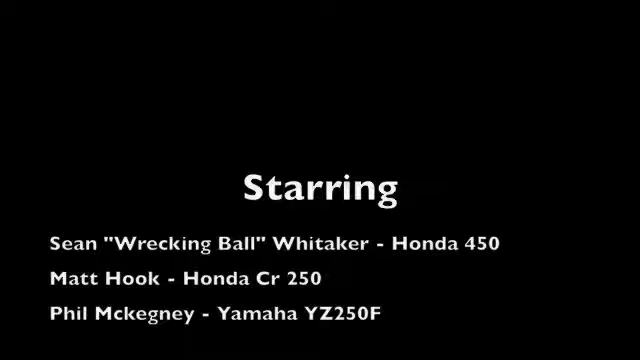 Starring
Sean "Wrecking Ball" Whitaker - Honda 450
Matt Hook - Honda Cr 250
Phil Mckegney - Yamaha YZ250F